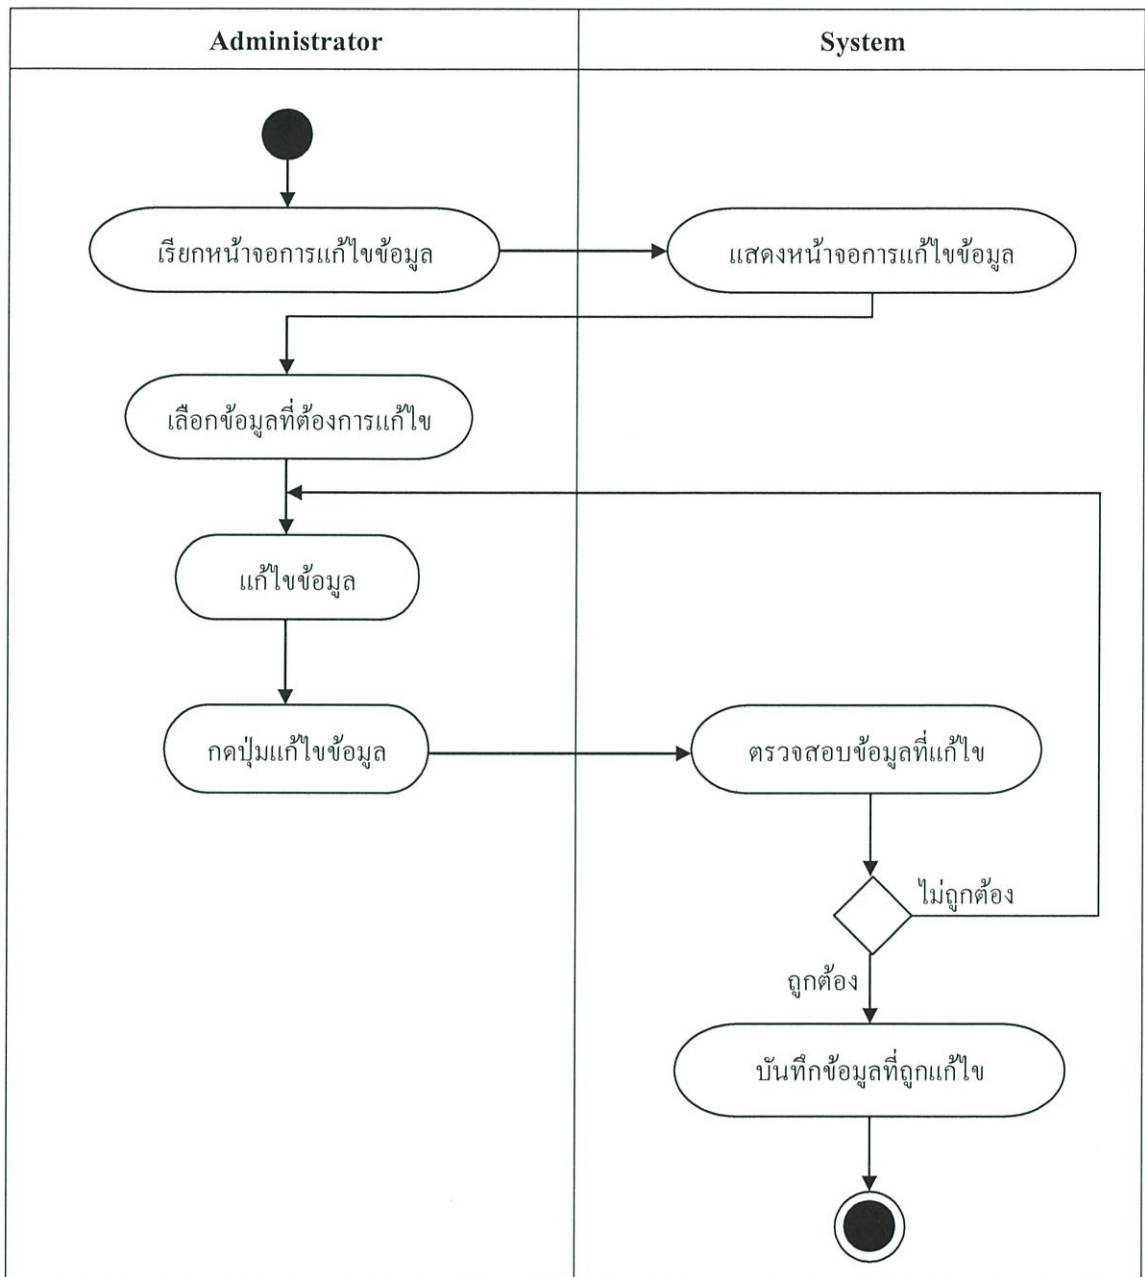 Administrator
System
เรียกหน้าจอการแก้ไขข้อมูล
แสดงหน้าจอการแก้ไขข้อมูล
เลือกข้อมูลที่ต้องการแก้ไข
แก้ไขข้อมูล
กดปุ่มแก้ไขข้อมูล
ตรวจสอบข้อมูลที่แก้ไข
ไม่ถูกต้อง
ถูกต้อง
บันทึกข้อมูลที่ถูกแก้ไข